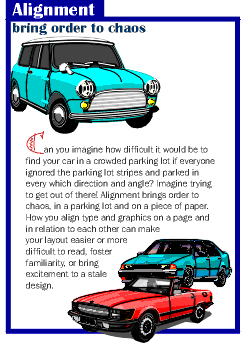 Alignment
bring order to chaos
Can you imagine how difficult it would be to
find your car in a crowded parking lot if everyone
ignored the parking lot stripes and parked in
every which direction and angle? Imagine trying
to get out of there! Alignment brings order to
chaos, in a parking lot and on a piece of paper.
How you align type and graphics on a page and
in relation to each other can make
your layout easier or more
difficult to read, foster
familiarity, or bring
excitement to a stale
design.